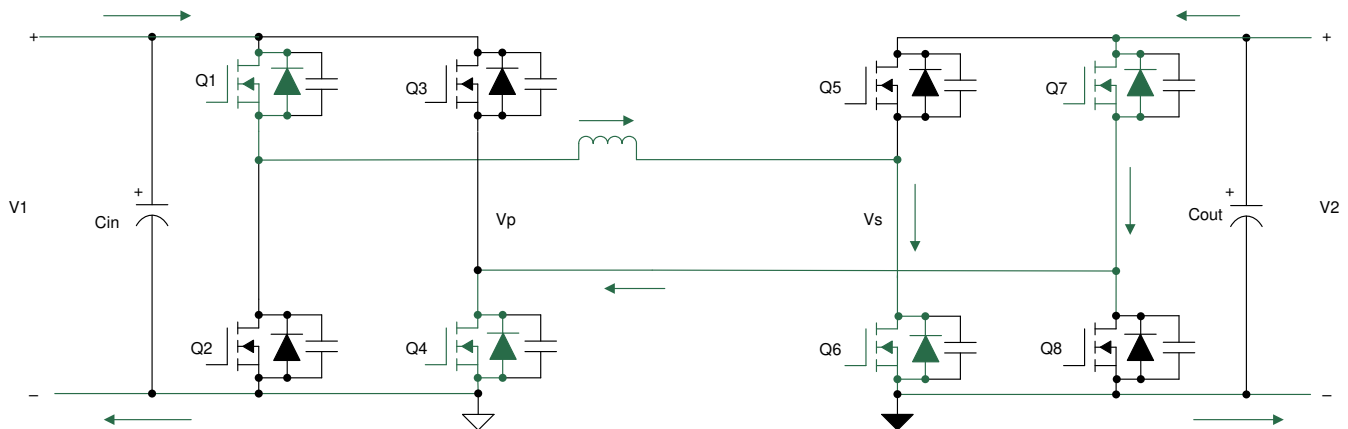 +
+
Q1
Q3
Q5
Q7
+
+
V1
Cin
Vp
Vs
Cout
V2
Q2
Q4
Q6
Q8
–
–